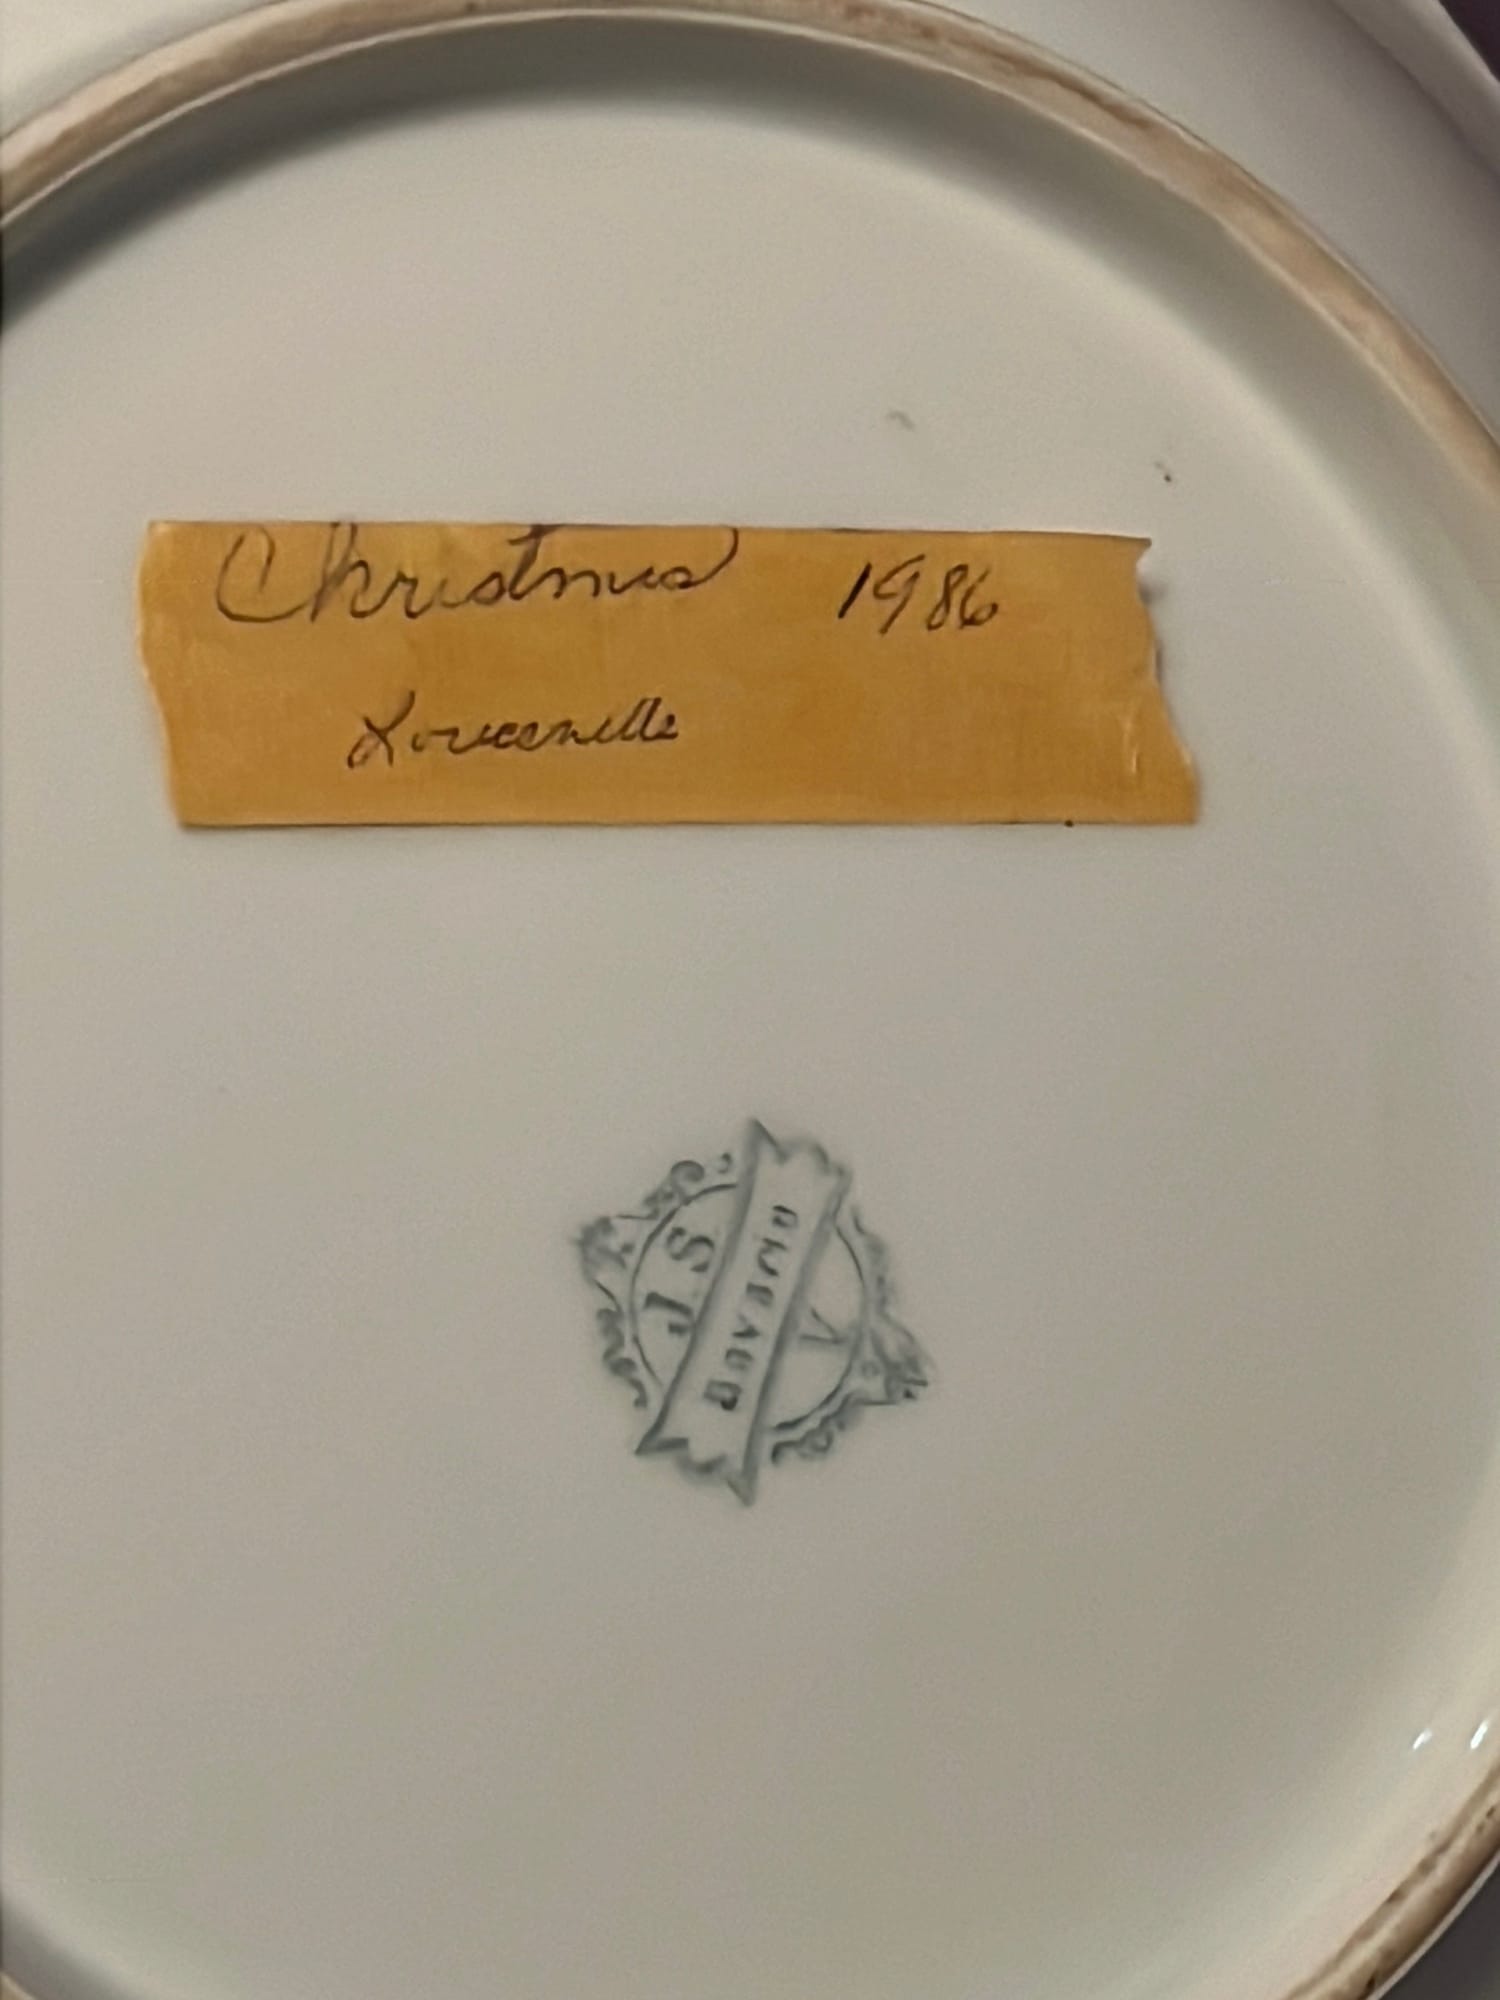 Christmas 1986
J. S.
V
BAVARIA